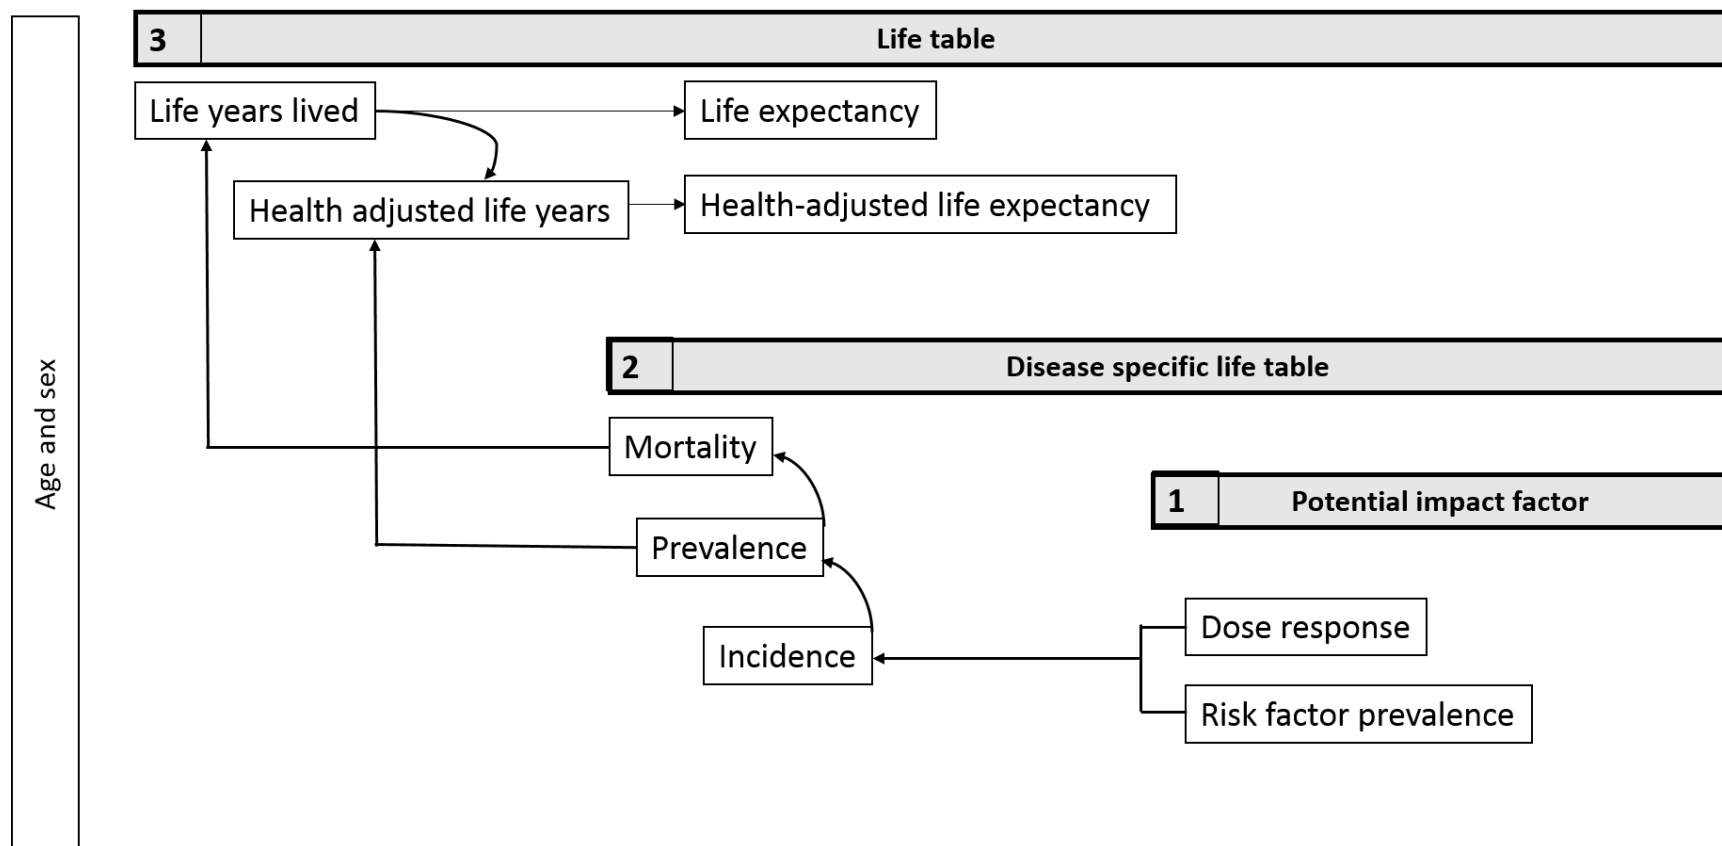 3
Life table
Life years lived
Life expectancy
Health adjusted life years
Health-adjusted life expectancy
Age and sex
2
Disease specific life table
Mortality
1
Potential impact factor
Prevalence
Dose response
Incidence
Risk factor prevalence